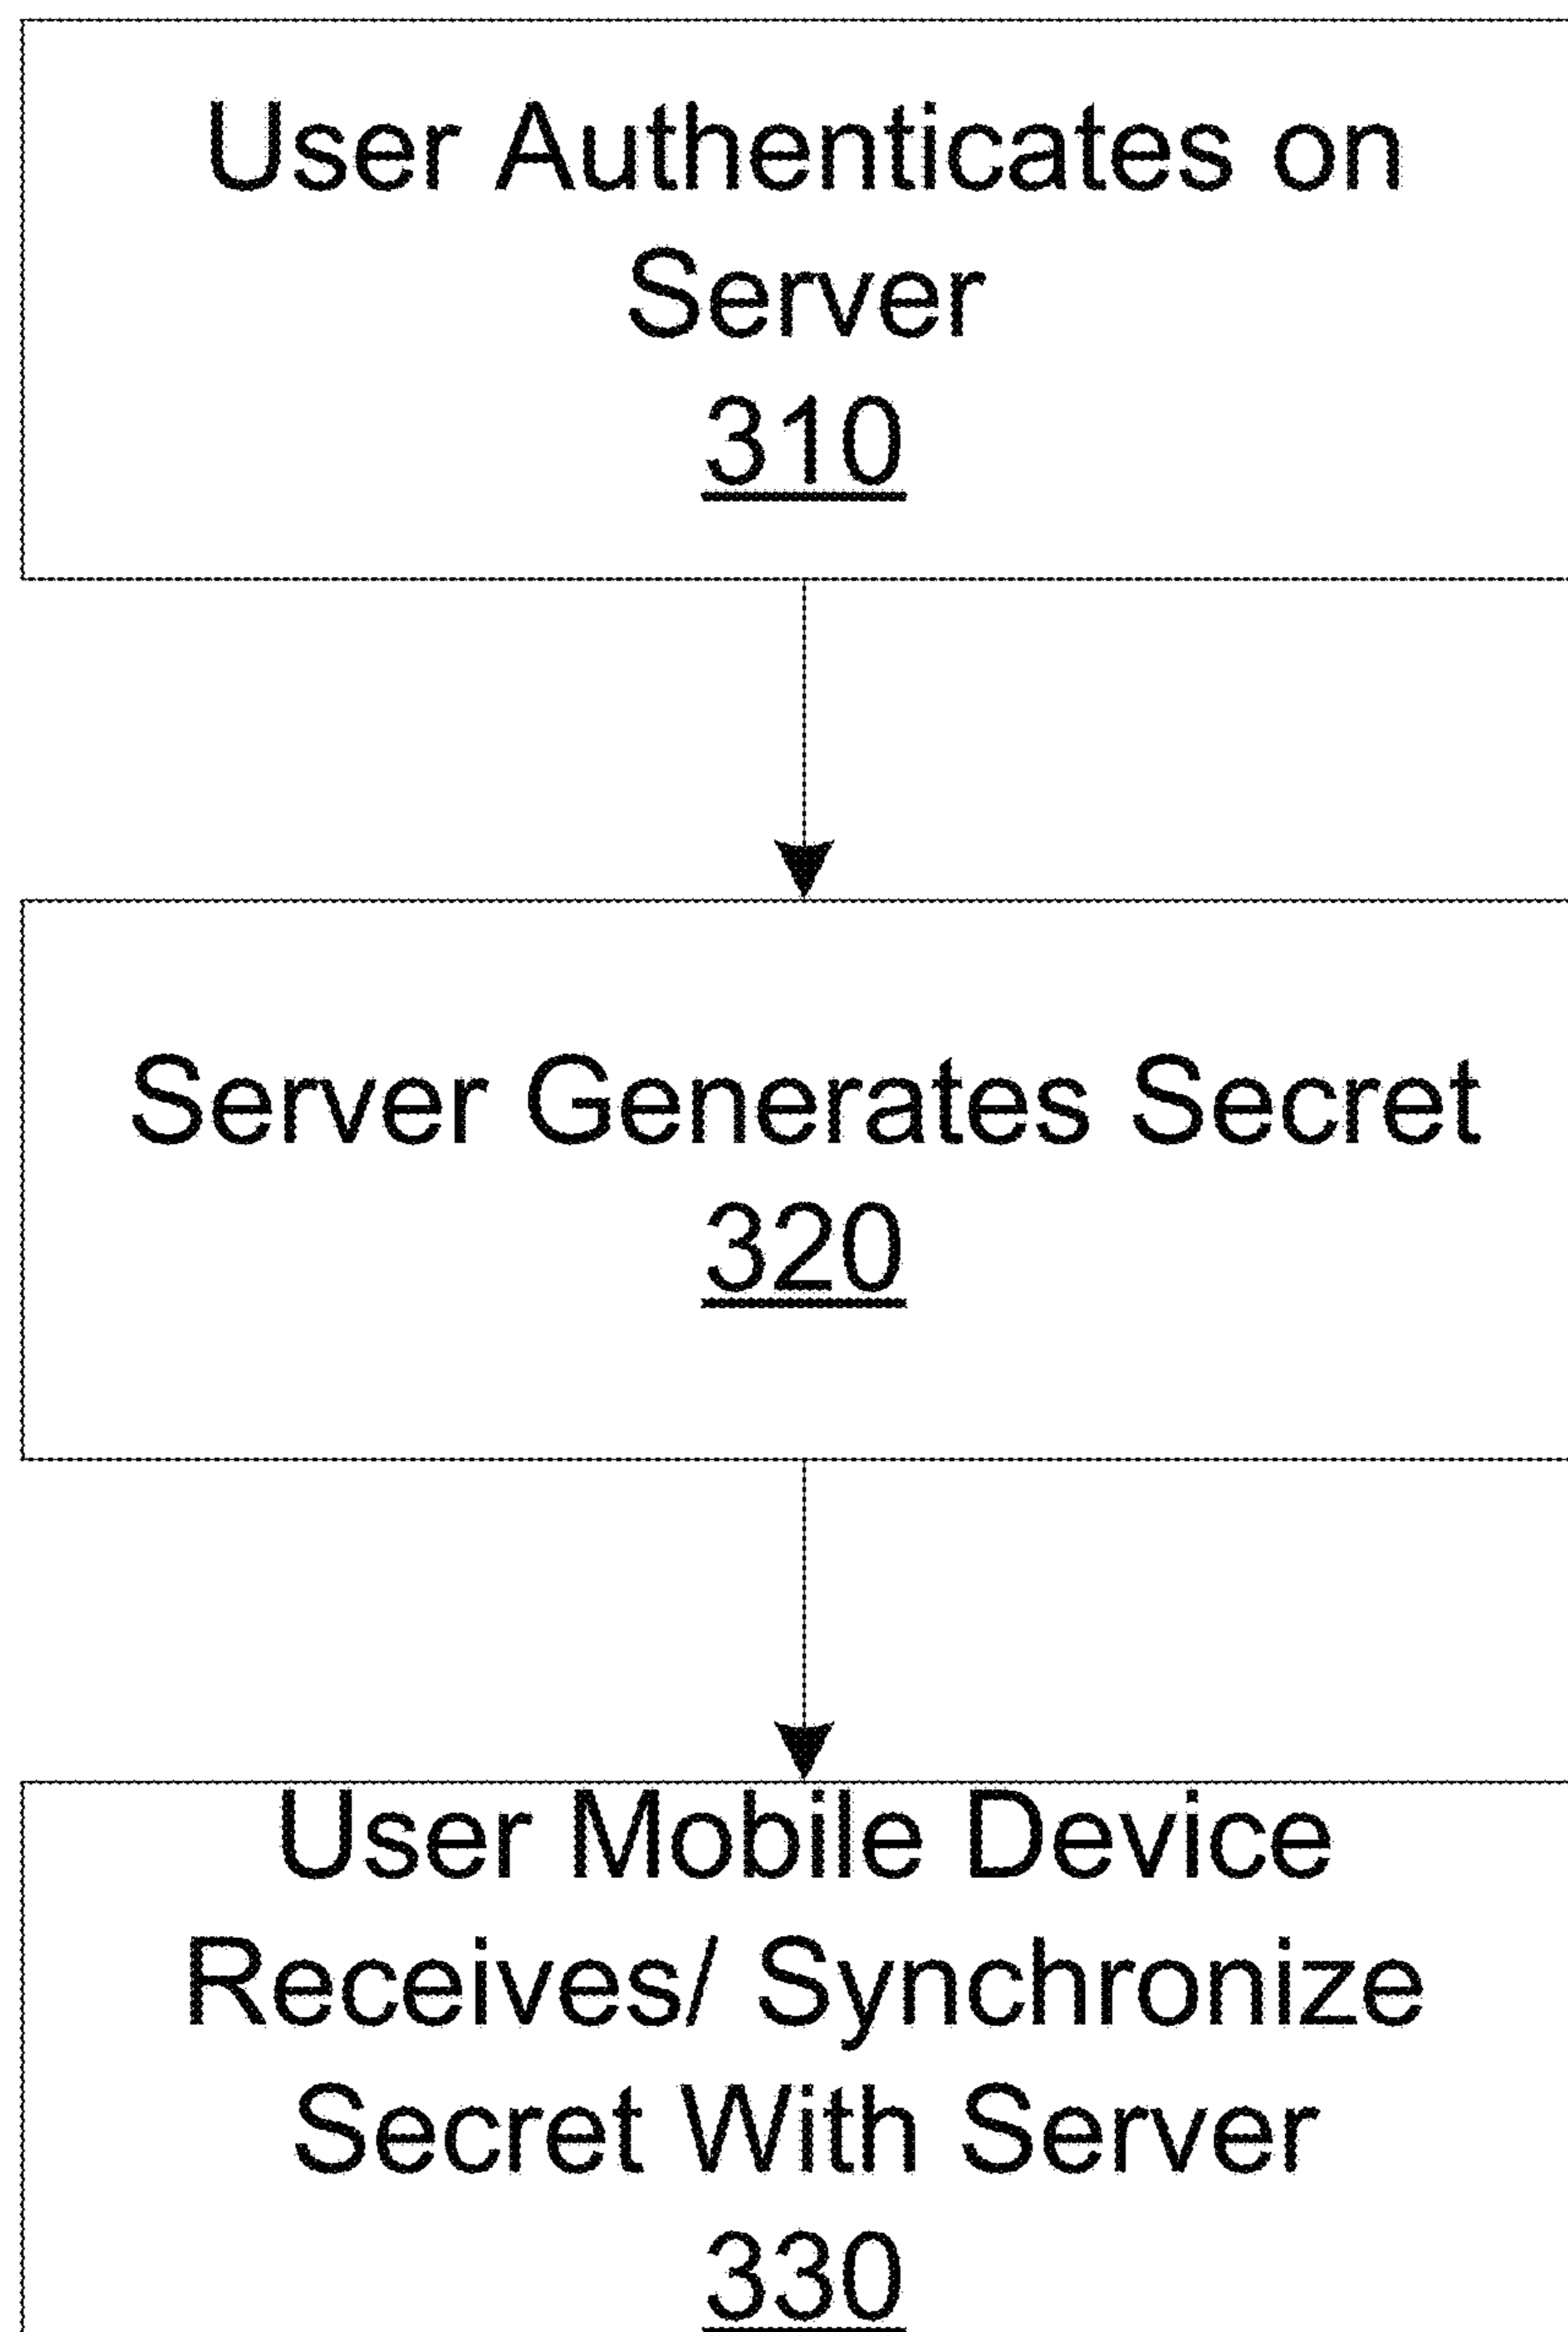 User Authenticates on
Server
310
Server Generates Secret
320
User Mobile Device
Receives/ Synchronize
Secret With Server
330